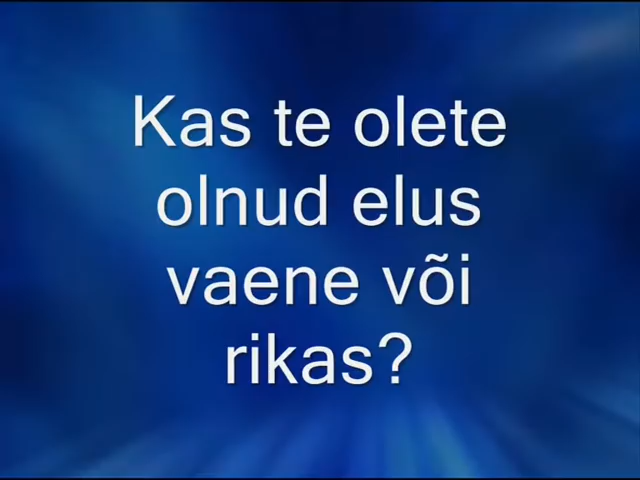 Kas te olete
olnud elus
vaene või
rikas?